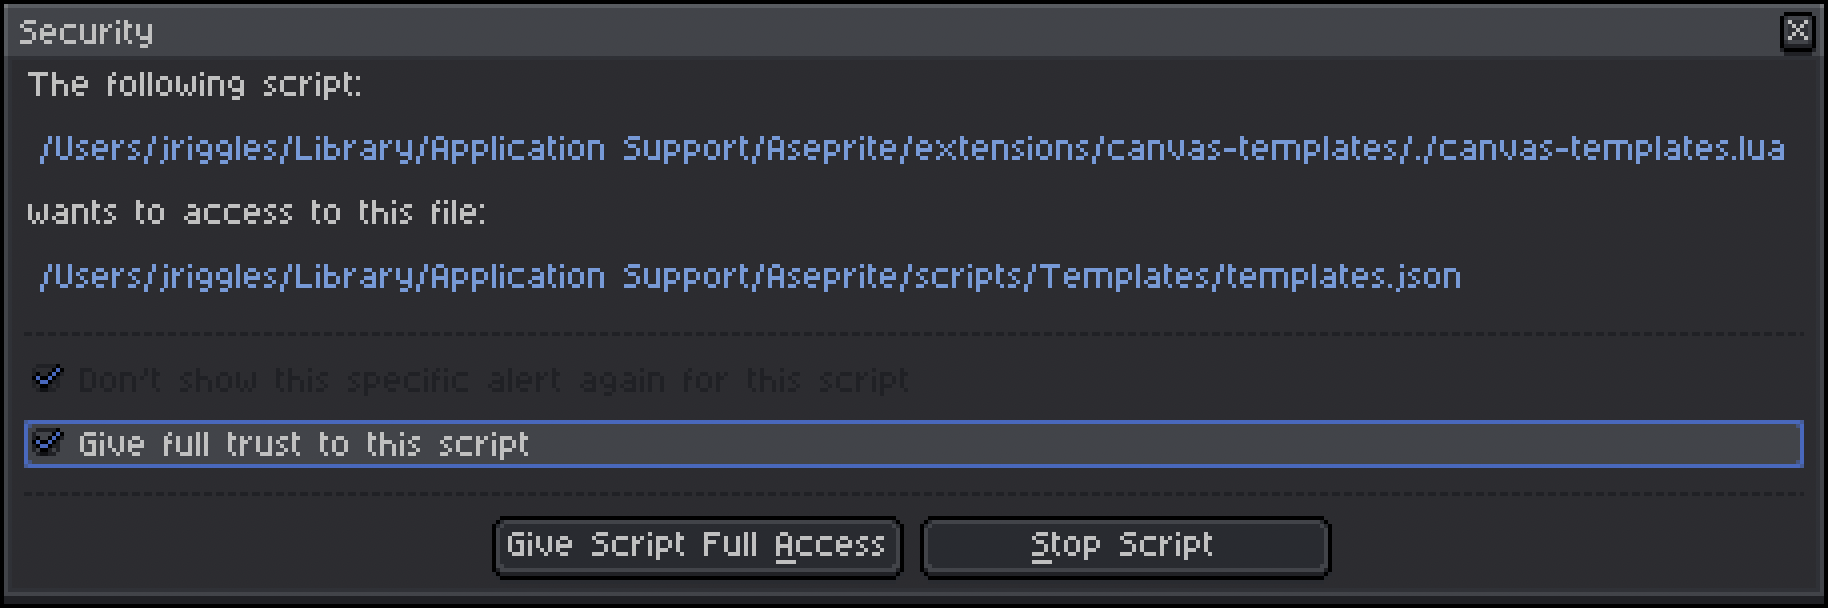 Security
The following script:
/Users/jriggles/Library/Application Support/Aseprite/extensions/canvas-templates/./canvas-templates.lua
wants to access to this file:
/Users/jriggles/Library/Application Support/Aseprite/scripts/Templates/templates.json
Don't show this specific alert again for this script
Give full trust to this script
Give Script Full Access
Stop Script